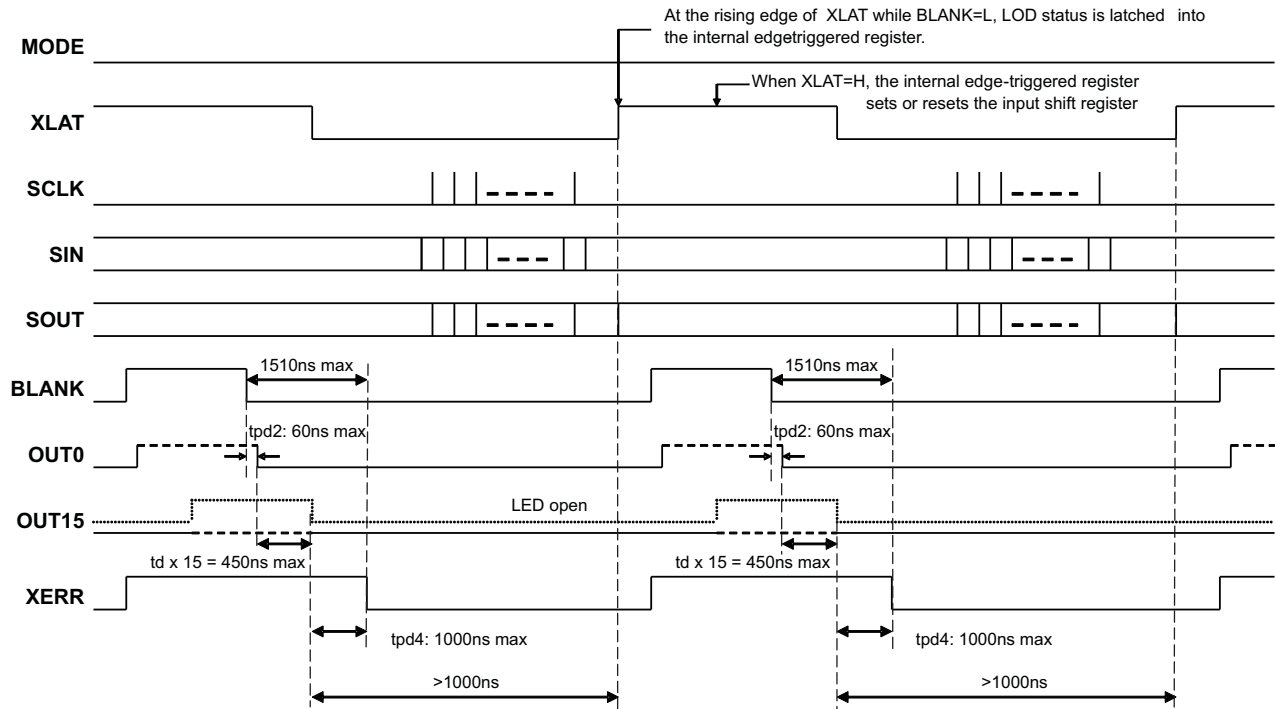 At the rising edge of XLAT while BLANK=L, LOD status is latched into
the internal edgetriggered register.
MODE
When XLAT=H, the internal edge-triggered register
sets or resets the input shift register
XLAT
SCLK
SIN
SOUT
1510ns max
1510ns max
BLANK
tpd2: 60ns max
tpd2: 60ns max
OUT0
LED open
OUT15
td x 15 = 450ns max
td x 15 = 450ns max
XERR
tpd4: 1000ns max
tpd4: 1000ns max
>1000ns
>1000ns